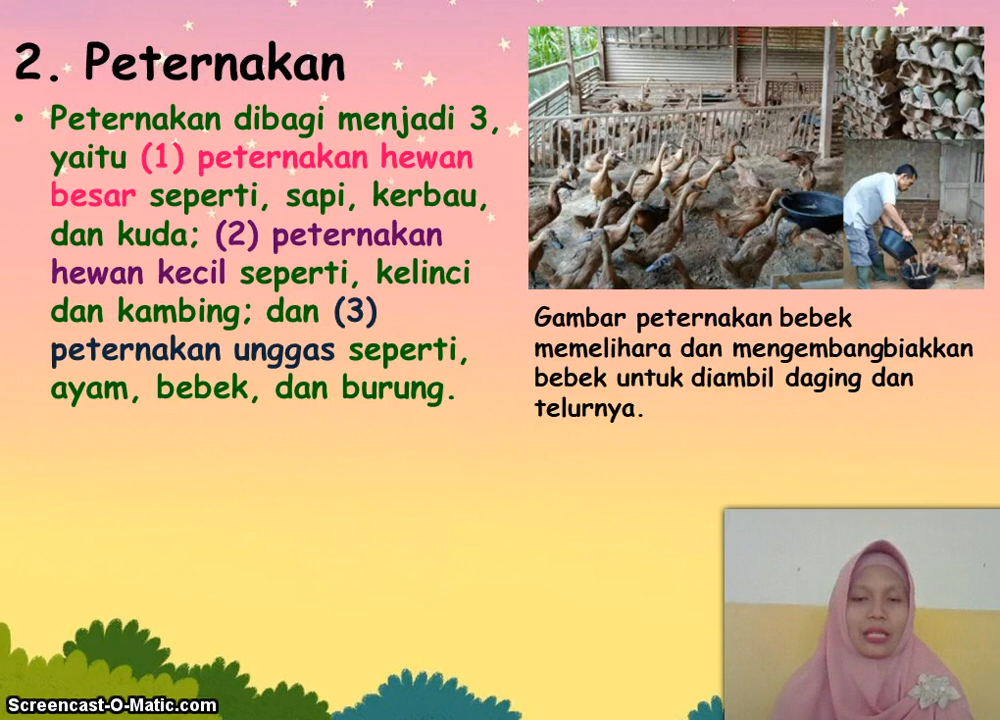 2. Peternakan
• Peternakan dibagi menjadi 3,
yaitu (1) peternakan hewan
besar seperti, sapi, kerbau,
dan kuda; (2) peternakan
hewan kecil seperti, kelinci
dan kambing; dan (3)
peternakan unggas seperti,
ayam, bebek, dan burung.
Gambar peternakan bebek
memelihara dan mengembangbiakkan
bebek untuk diambil daging dan
telurnya.
Screencast-O-Matic.com